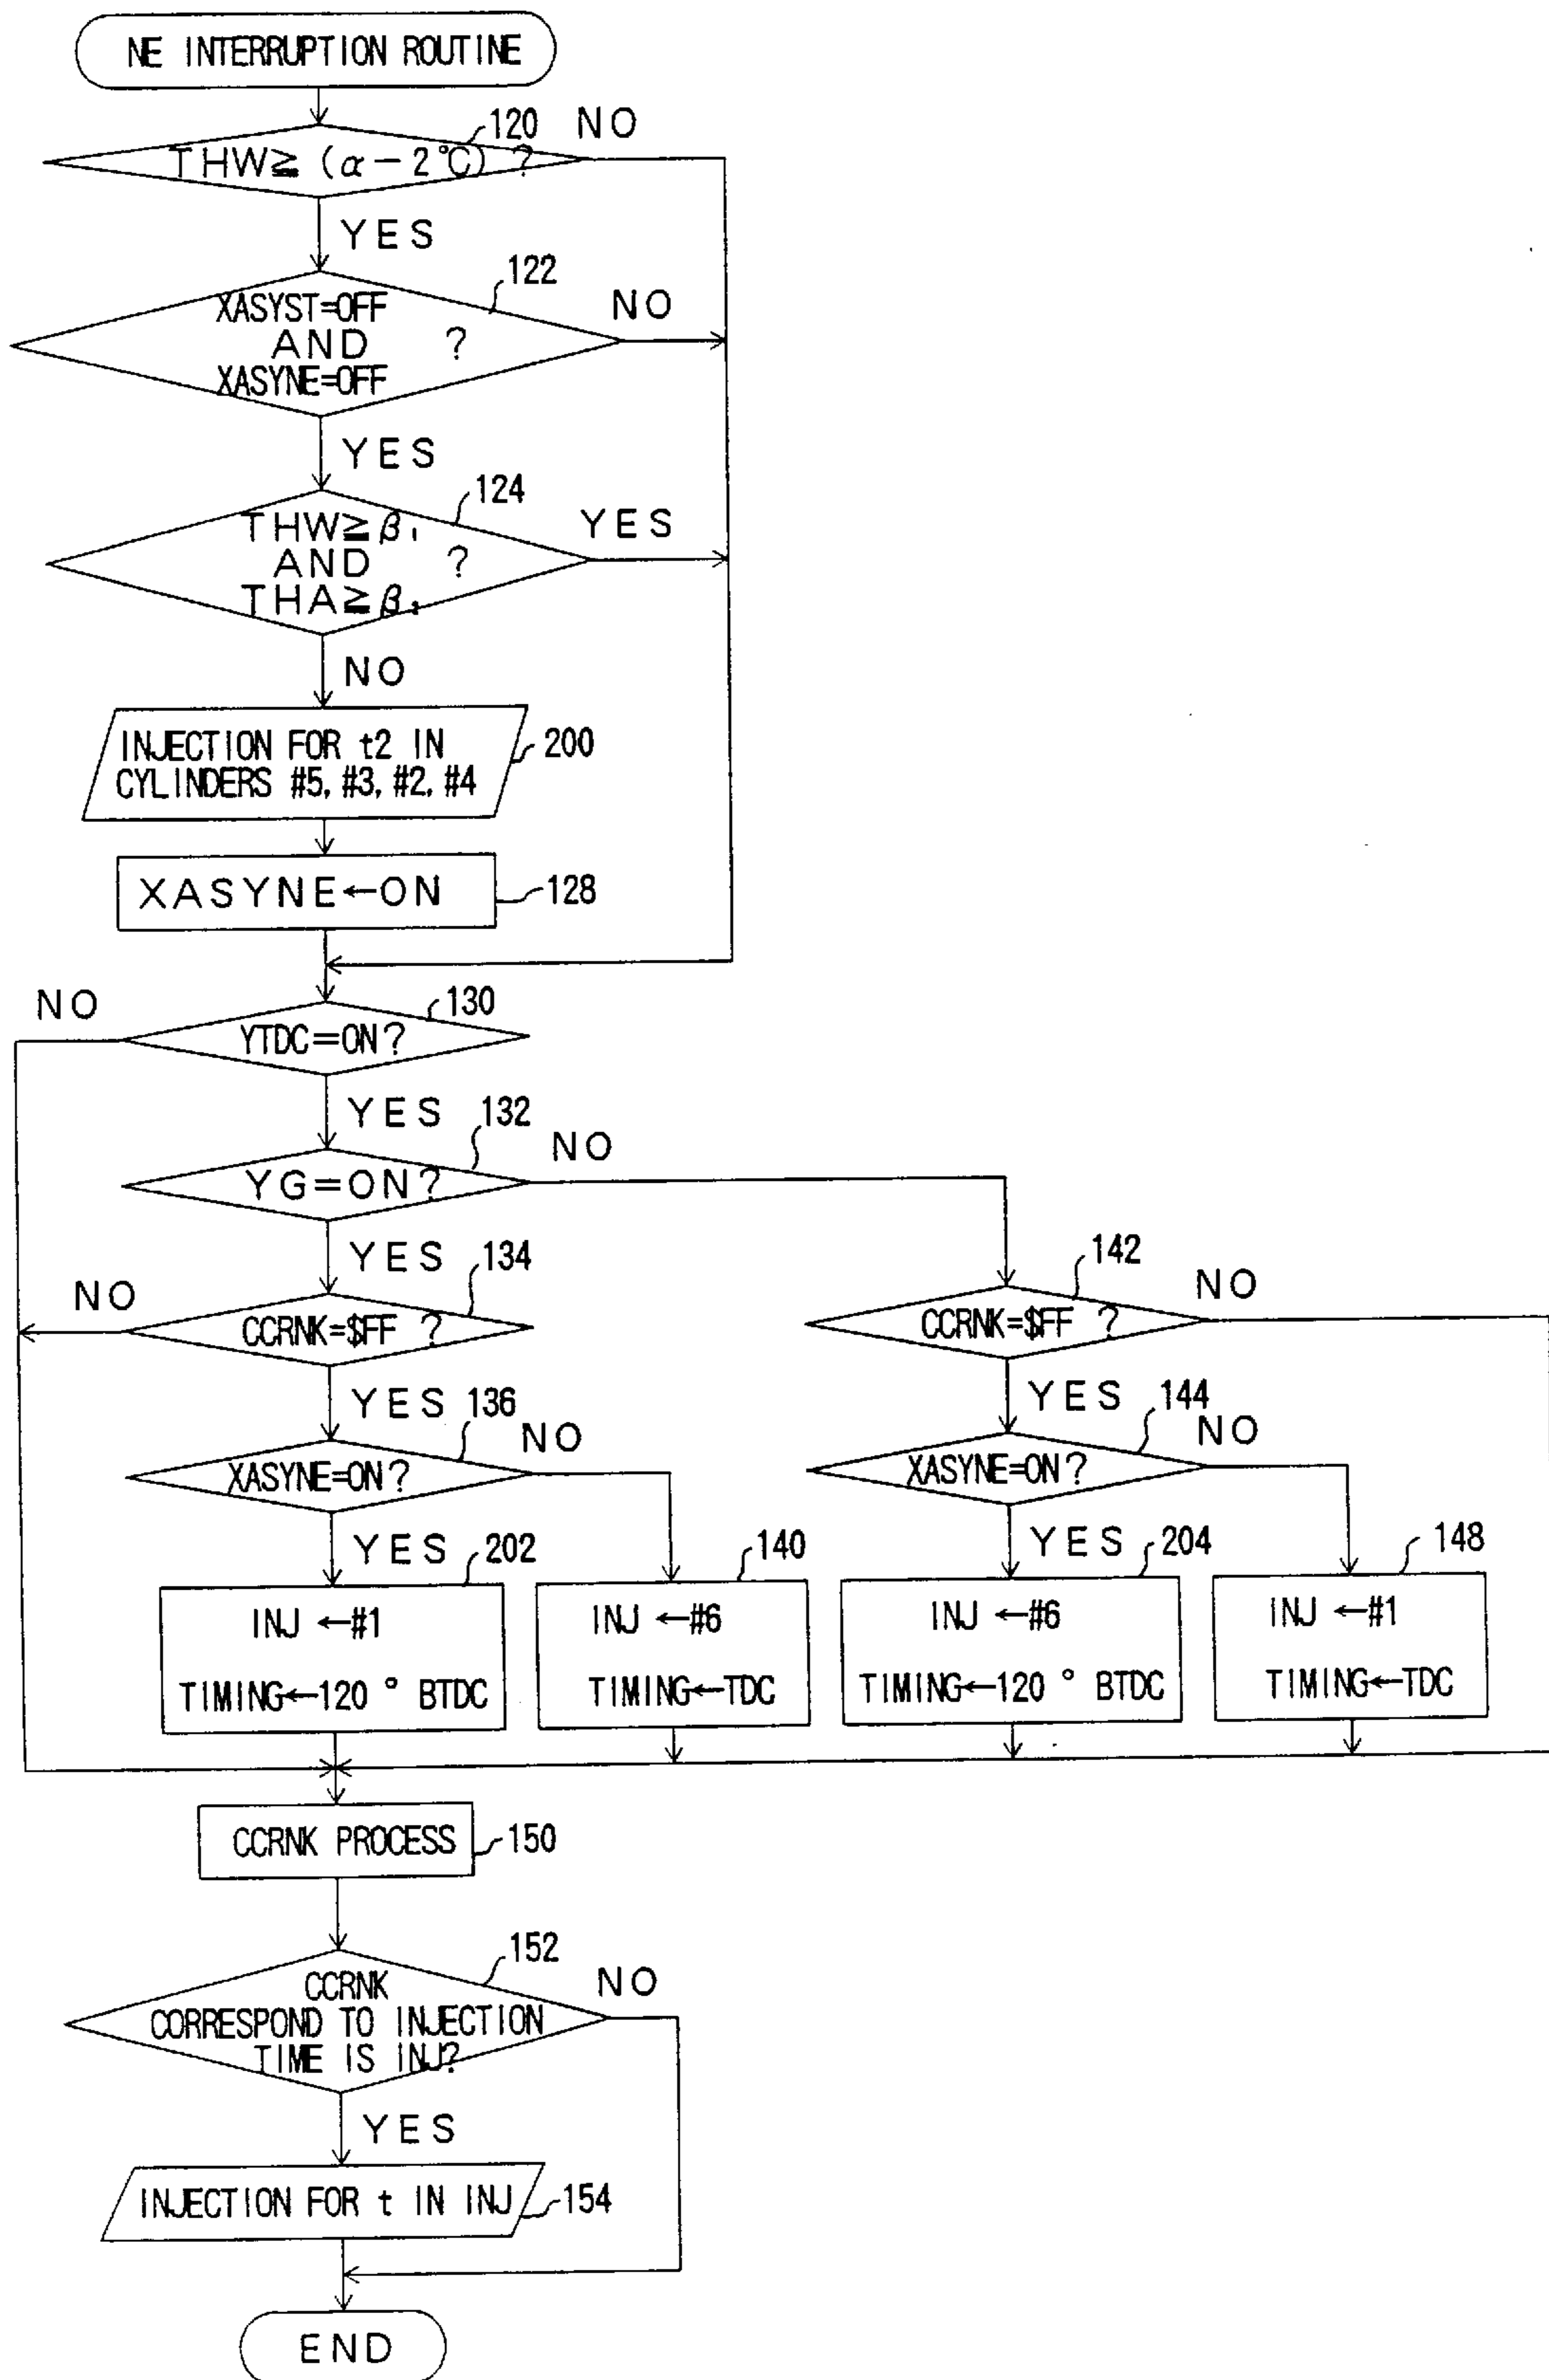 NE INTERRUPTION ROUTINE
120
NO
THW≧(α−2℃)?
YES
122
XASYST=OFF
NO
AND ?
XASYNE=OFF
YES
124
THW≧β₁
YES
AND ?
THA≧β₂
NO
INJECTION FOR t2 IN
CYLINDERS #5, #3, #2, #4
200
XASYNE←ON
128
NO
130
YTDC=ON?
YES
132
NO
YG=ON?
YES
134
142
NO
NO
CCRNK=$FF ?
CCRNK=$FF ?
YES
136
YES
144
NO
NO
XASYNE=ON?
XASYNE=ON?
YES
202
140
YES
204
148
INJ ←#1
TIMING←120 ° BTDC
INJ ←#6
TIMING←TDC
INJ ←#6
TIMING←120 ° BTDC
INJ ←#1
TIMING←TDC
CCRNK PROCESS
150
152
CCRNK
NO
CORRESPOND TO INJECTION
TIME IS INJ?
YES
INJECTION FOR t IN INJ
154
END